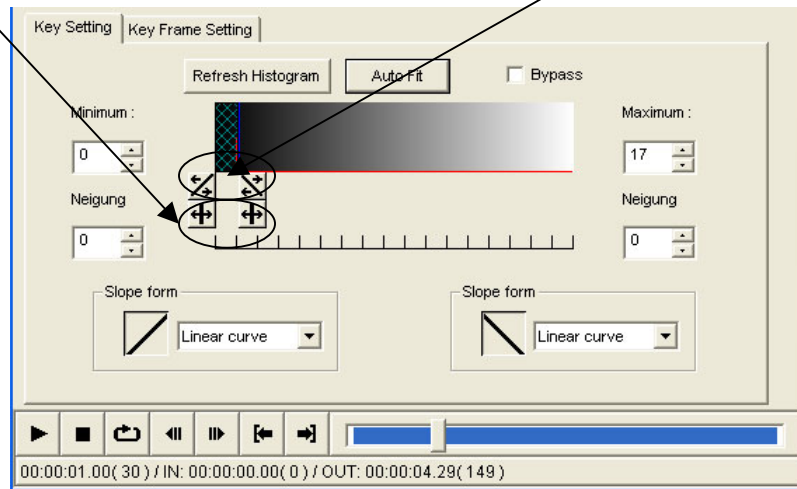 Key Setting Key Frame Setting
Refresh Histogram Auto Fit Bypass
Minimum : Maximum :
0 17
Neigung Neigung
0 0
Slope form Slope form
Linear curve Linear curve
00:00:01.00( 30 ) / IN: 00:00:00.00( 0 ) / OUT: 00:00:04.29( 149 )